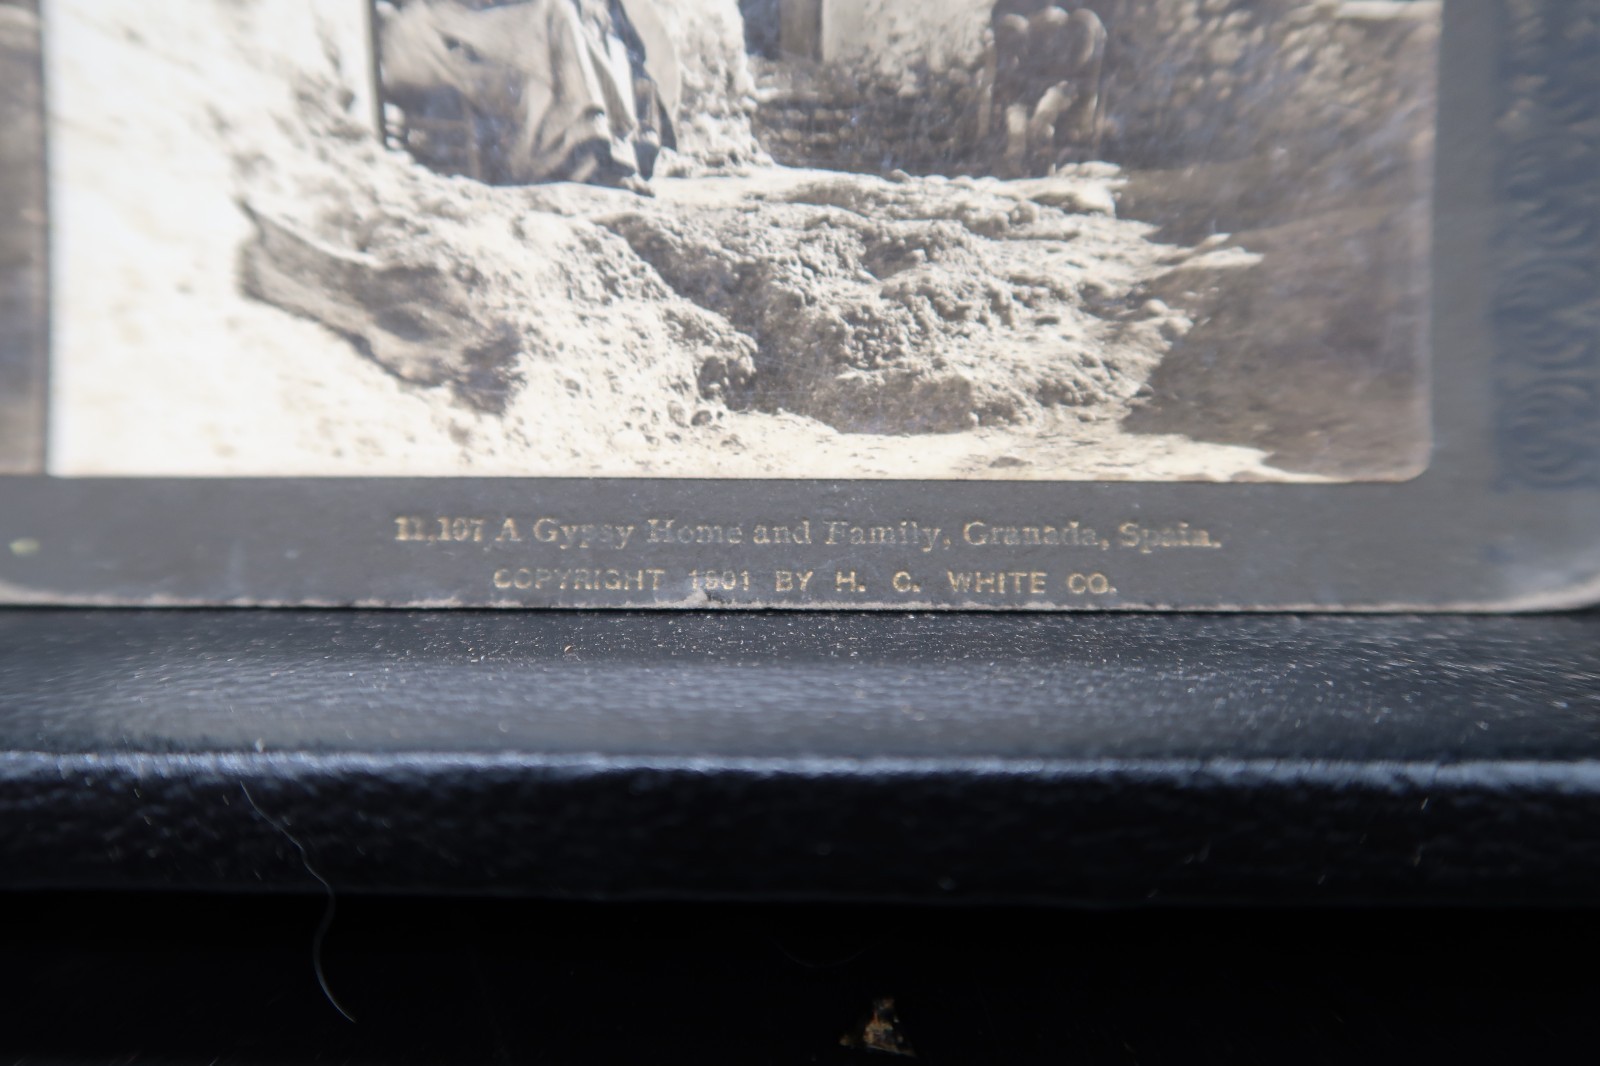 11,107 A Gypsy Home and Family, Granada, Spain.
COPYRIGHT 1901 BY H. C. WHITE CO.